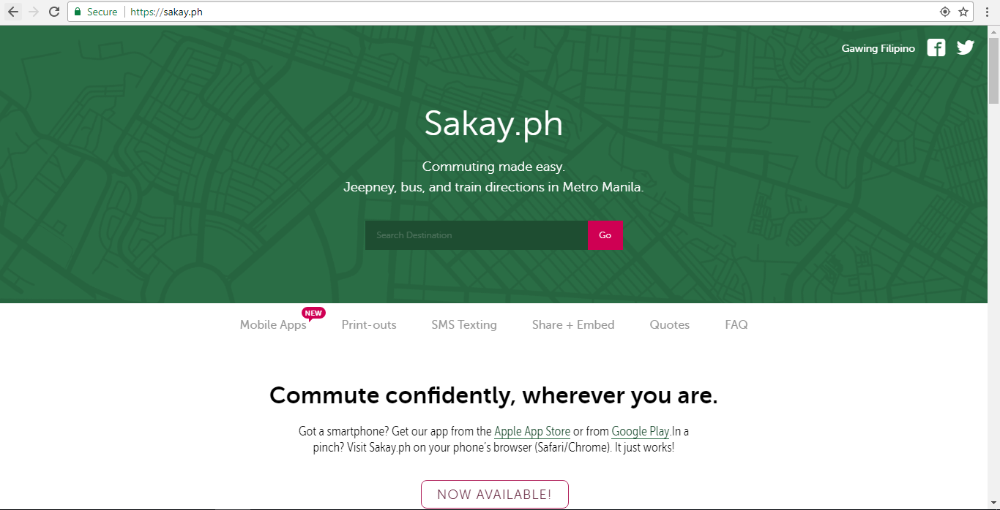 Secure
https://sakay.ph
Gawing Filipino
Sakay.ph
Commuting made easy.
Jeepney, bus, and train directions in Metro Manila.
Search Destination
Go
NEW
Mobile Apps
Print-outs
SMS Texting
Share + Embed
Quotes
FAQ
Commute confidently, wherever you are.
Got a smartphone? Get our app from the Apple App Store or from Google Play.In a
pinch? Visit Sakay.ph on your phone's browser (Safari/Chrome). It just works!
NOW AVAILABLE!